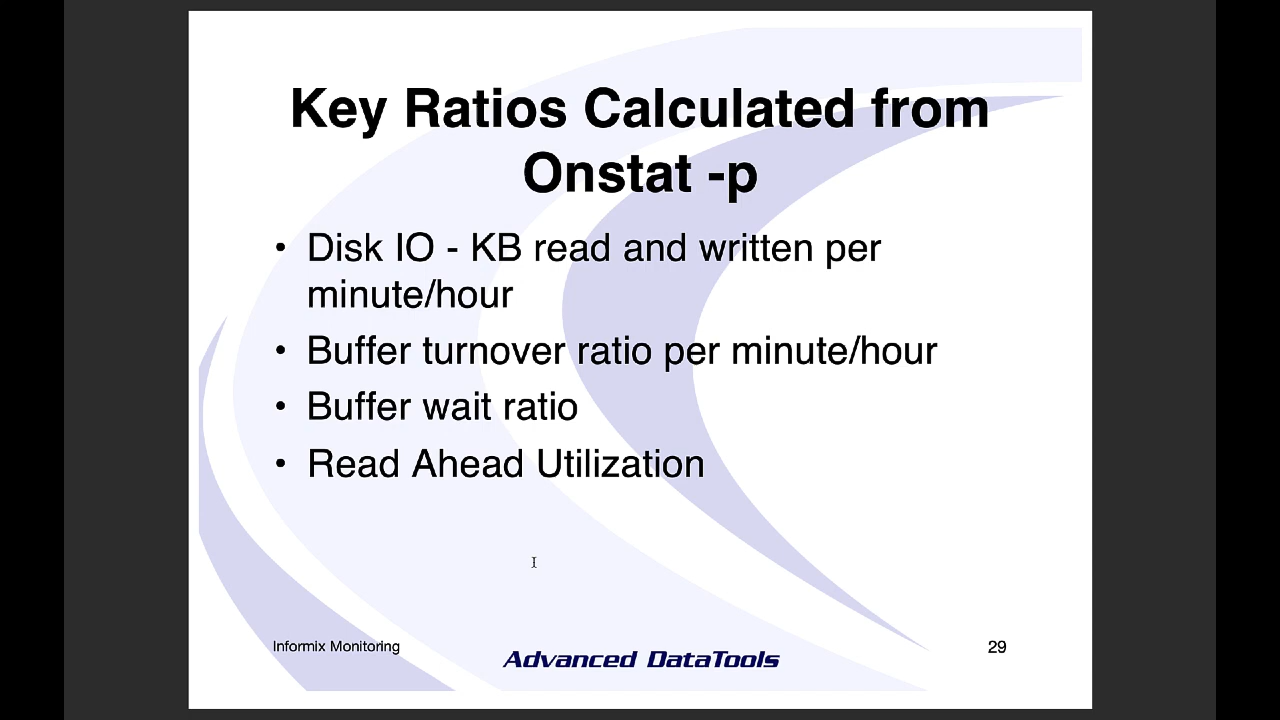 Key Ratios Calculated from
Onstat -p
• Disk IO - KB read and written per
minute/hour
• Buffer turnover ratio per minute/hour
• Buffer wait ratio
• Read Ahead Utilization
Informix Monitoring
Advanced DataTools
29